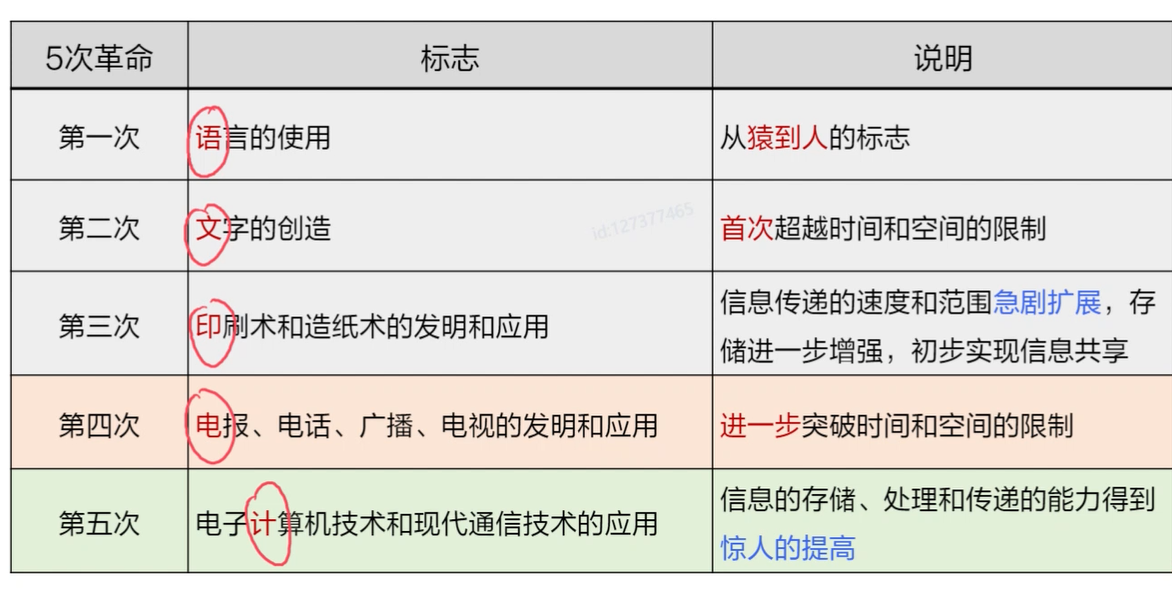 5次革命 标志 说明
第一次 语言的使用 从猿到人的标志
第二次 文字的创造 首次超越时间和空间的限制
id:127377465
第三次 印刷术和造纸术的发明和应用 信息传递的速度和范围急剧扩展，存
储进一步增强，初步实现信息共享
第四次 电报、电话、广播、电视的发明和应用 进一步突破时间和空间的限制
第五次 电子计算机技术和现代通信技术的应用 信息的存储、处理和传递的能力得到
惊人的提高